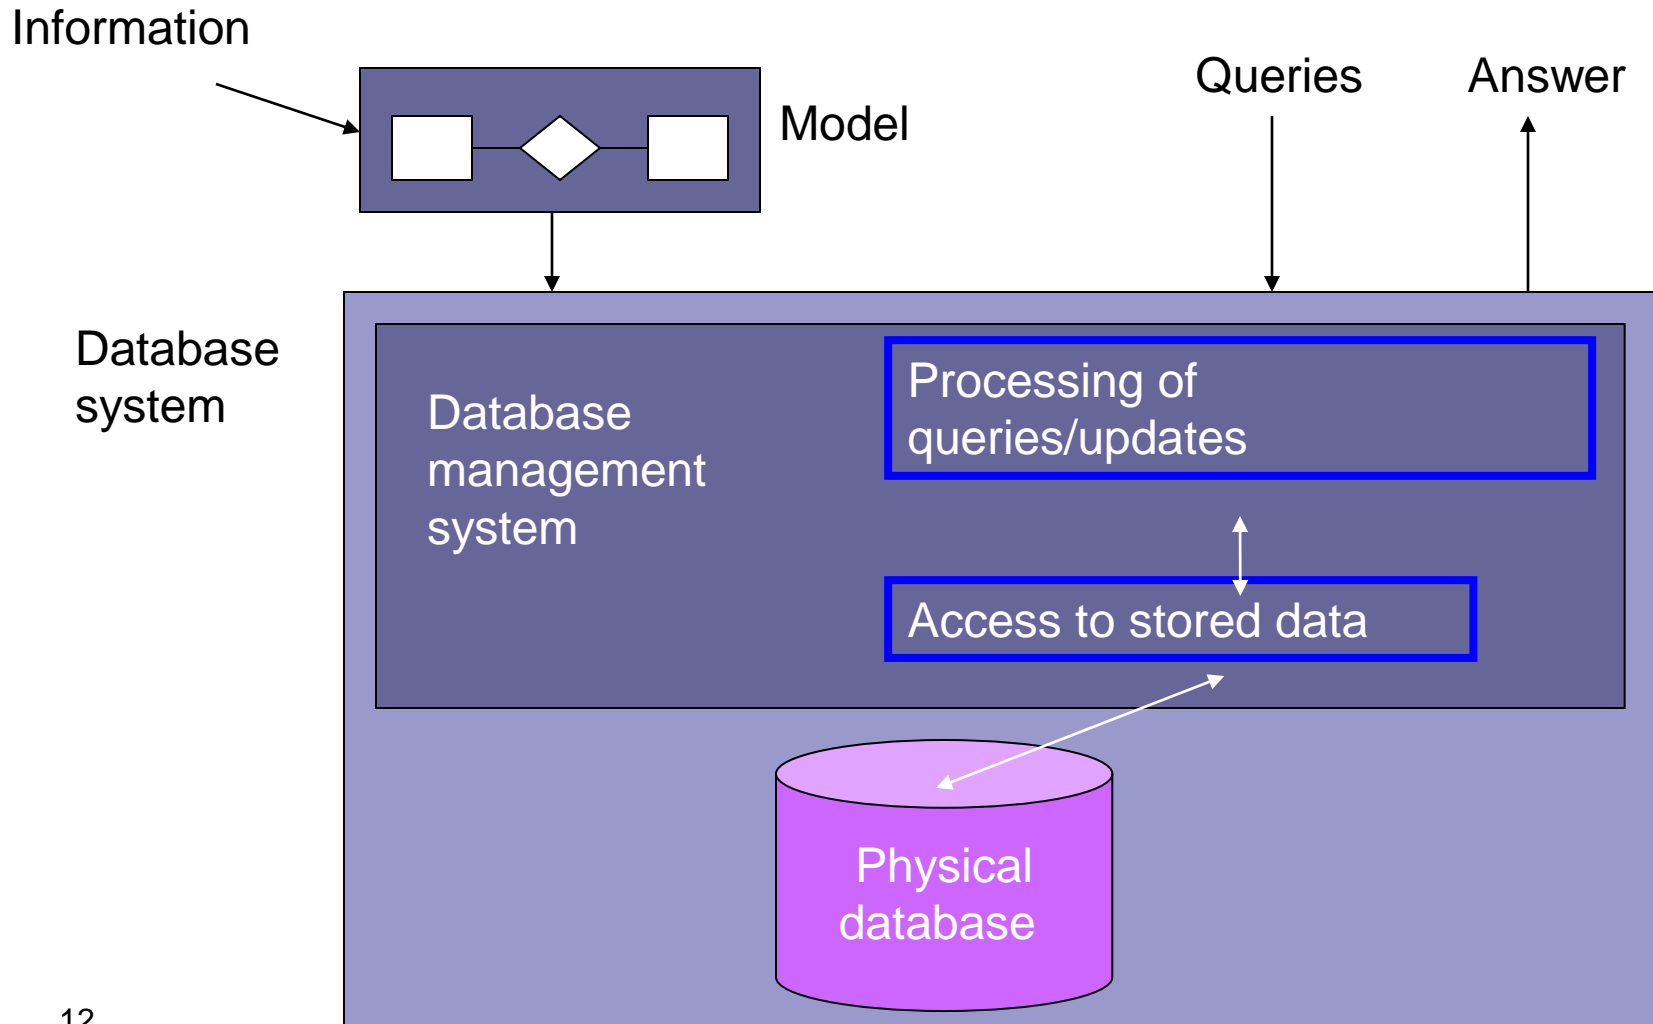 Information
Queries
Answer
Model
Database
system
Database
management
system
Processing of
queries/updates
Access to stored data
Physical
database
12